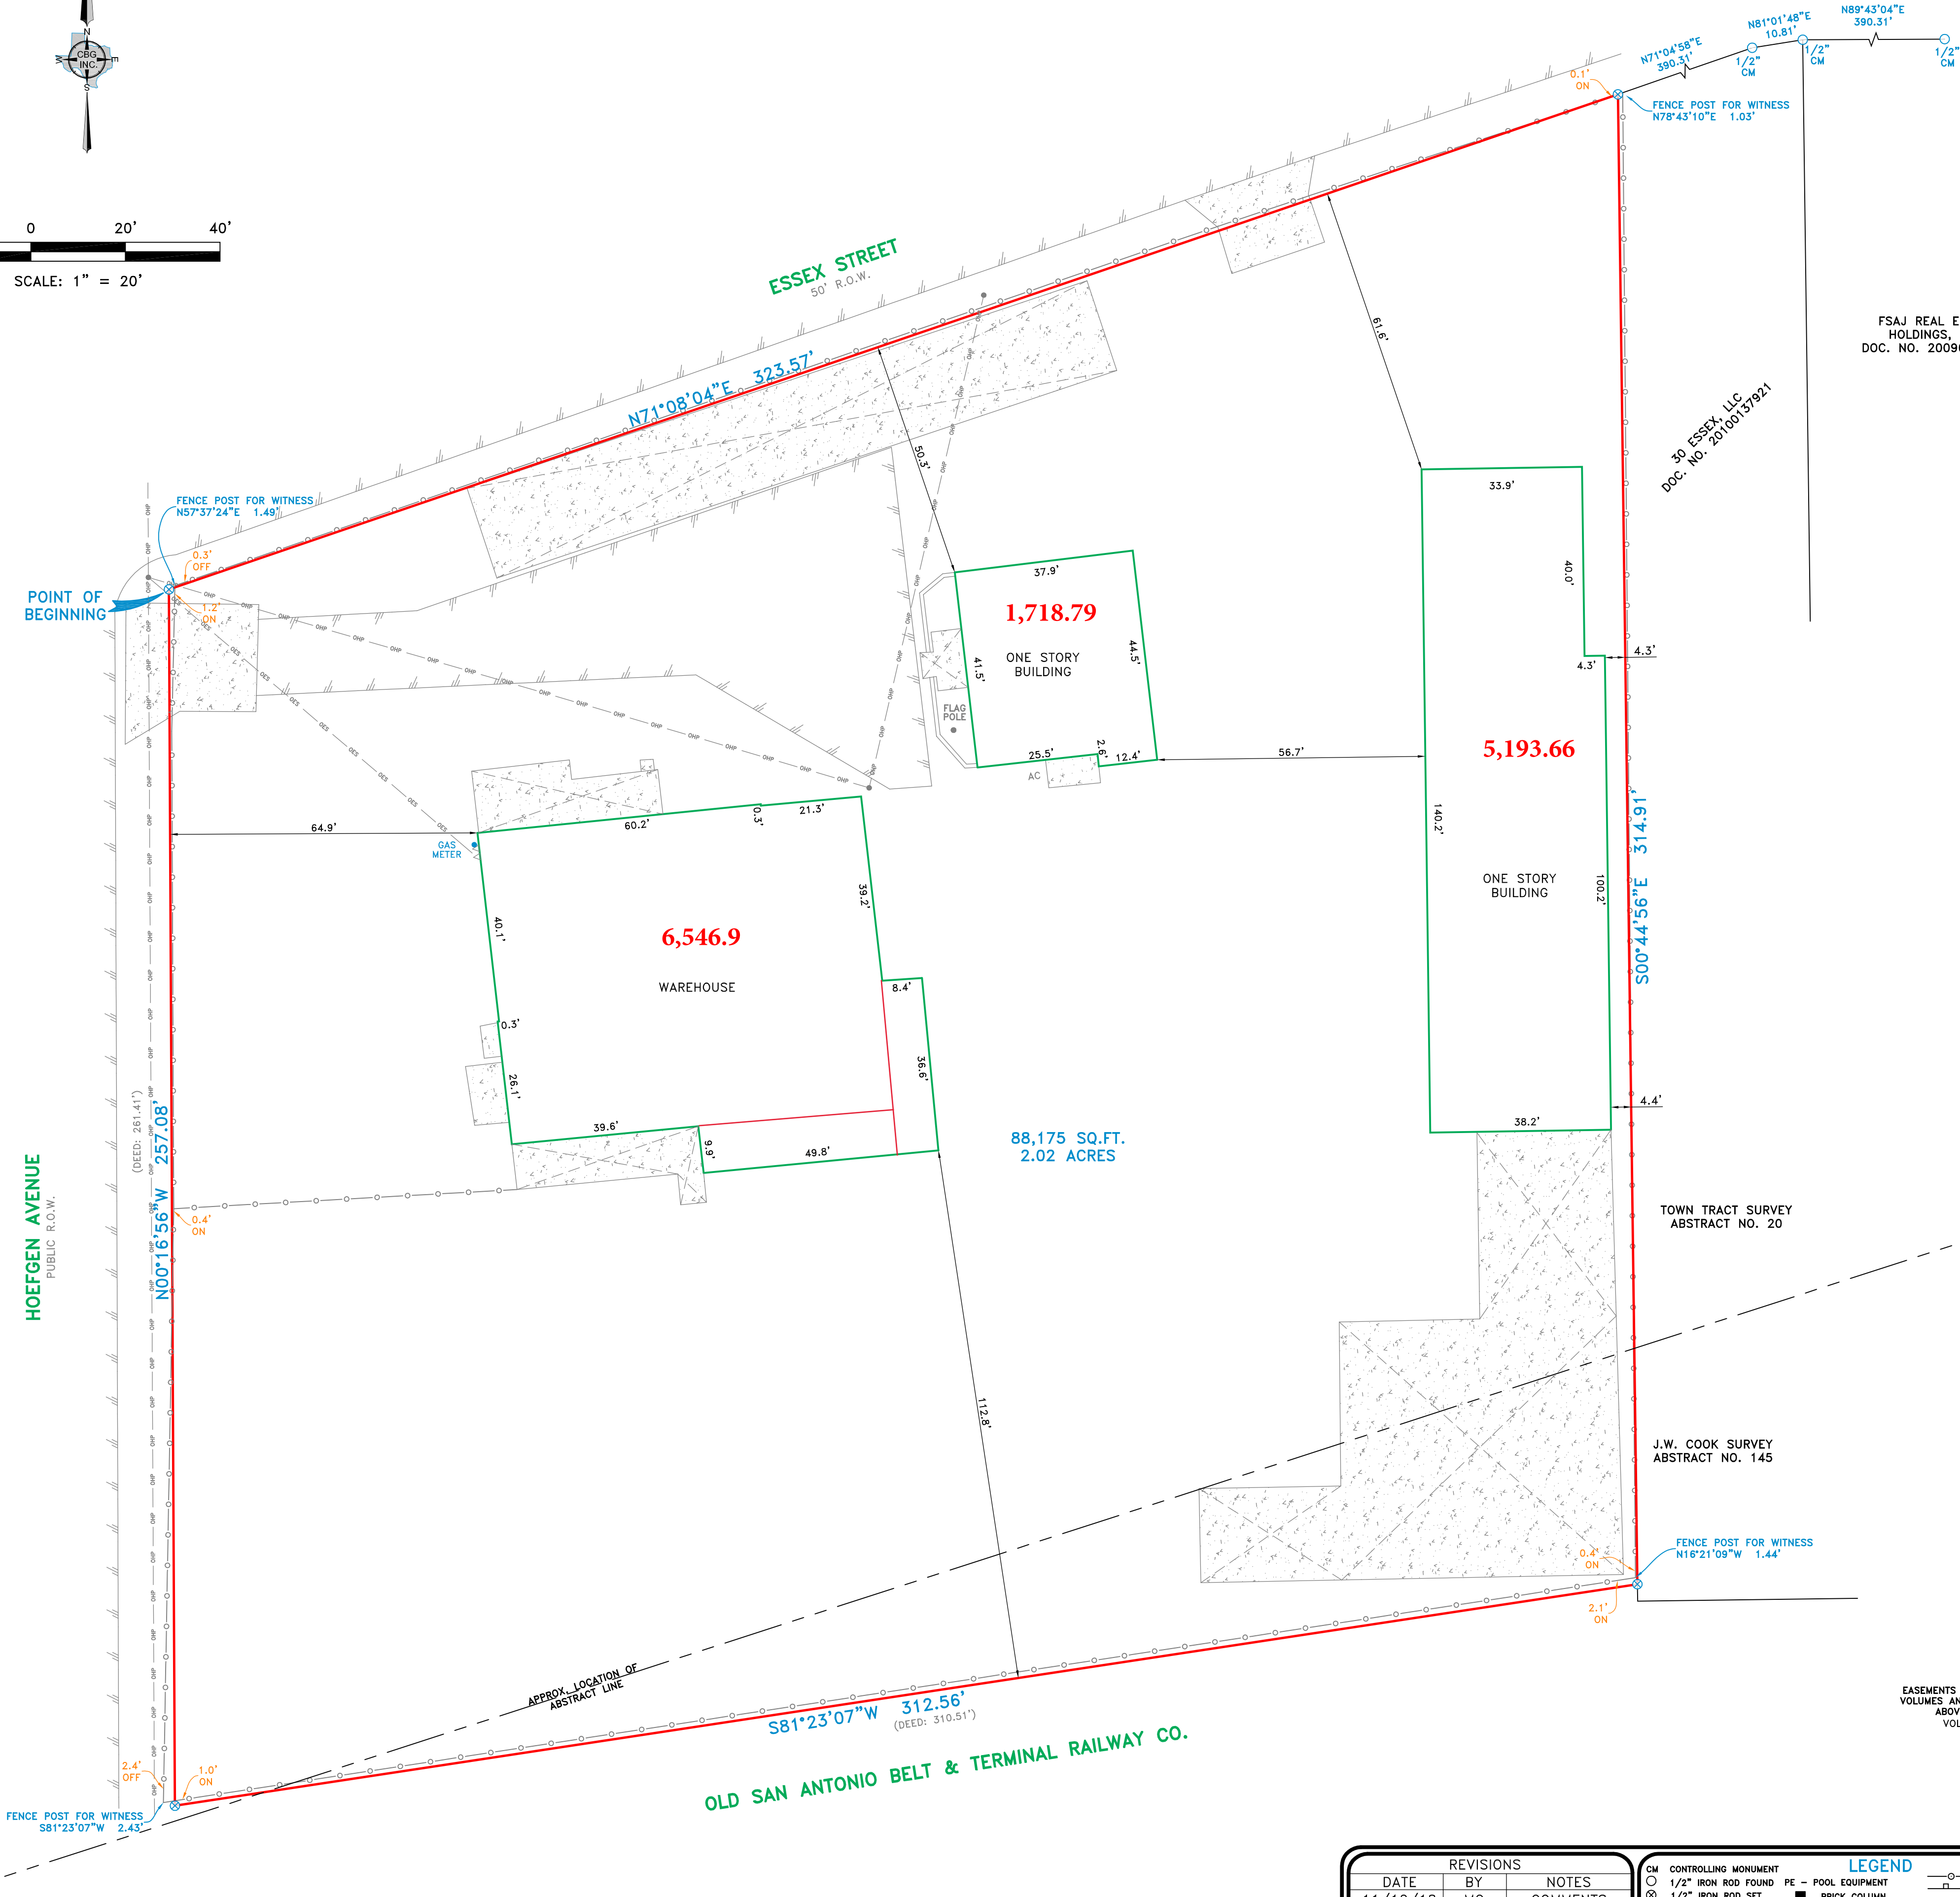 N
CBG
INC.
W
E
S
0 20' 40'
SCALE: 1" = 20'
N71°04'58"E
390.31'
N81°01'48"E
10.81'
N89°43'04"E
390.31'
1/2"
CM
1/2"
CM
1/2"
CM
0.1'
ON
FENCE POST FOR WITNESS
N78°43'10"E 1.03'
ESSEX STREET
50' R.O.W.
N71°08'04"E 323.57'
61.6'
50.3'
FSAJ REAL E
HOLDINGS,
DOC. NO. 2009
30 ESSEX, LLC
DOC. NO. 20100137921
FENCE POST FOR WITNESS
N57°37'24"E 1.49'
0.3'
OFF
POINT OF
BEGINNING
1.2'
ON
OHP
OES
37.9'
1,718.79
ONE STORY
BUILDING
41.5'
44.5'
FLAG
POLE
25.5'
2.6'
12.4'
AC
56.7'
33.9'
40.0'
4.3'
4.3'
5,193.66
140.2'
ONE STORY
BUILDING
100.2'
38.2'
4.4'
S00°44'56"E 314.91'
64.9'
GAS
METER
60.2'
0.3'
21.3'
40.1'
39.2'
6,546.9
WAREHOUSE
8.4'
0.3'
26.1'
36.6'
39.6'
9.9'
49.8'
88,175 SQ.FT.
2.02 ACRES
HOEFGEN AVENUE
PUBLIC R.O.W.
(DEED: 261.41')
N00°16'56"W 257.08'
0.4'
ON
TOWN TRACT SURVEY
ABSTRACT NO. 20
J.W. COOK SURVEY
ABSTRACT NO. 145
112.8'
FENCE POST FOR WITNESS
N16°21'09"W 1.44'
0.4'
ON
2.1'
ON
APPROX. LOCATION OF
ABSTRACT LINE
S81°23'07"W 312.56'
(DEED: 310.51')
OLD SAN ANTONIO BELT & TERMINAL RAILWAY CO.
2.4'
OFF
1.0'
ON
FENCE POST FOR WITNESS
S81°23'07"W 2.43'
EASEMENTS
VOLUMES AN
ABOV
VOL
REVISIONS
DATE BY NOTES
LEGEND
CM CONTROLLING MONUMENT
1/2" IRON ROD FOUND PE - POOL EQUIPMENT
1/2" IRON ROD SET BRICK COLUMN